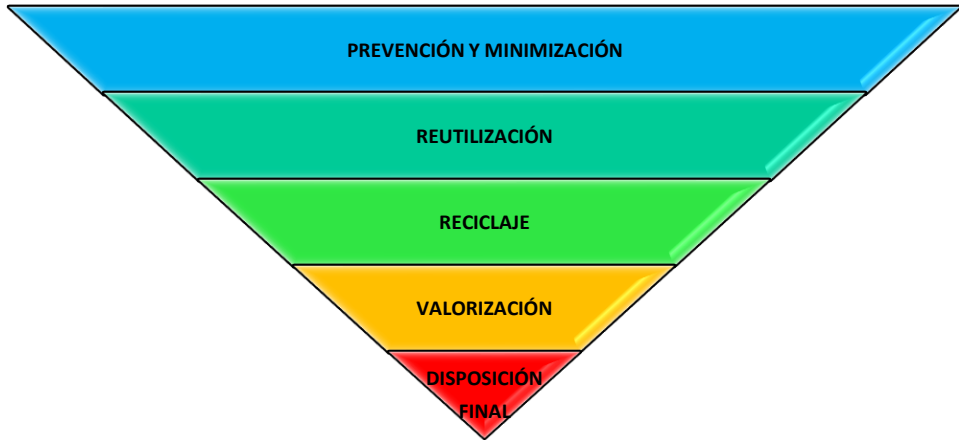 PREVENCIÓN Y MINIMIZACIÓN
REUTILIZACIÓN
RECICLAJE
VALORIZACIÓN
DISPOSICIÓN
FINAL